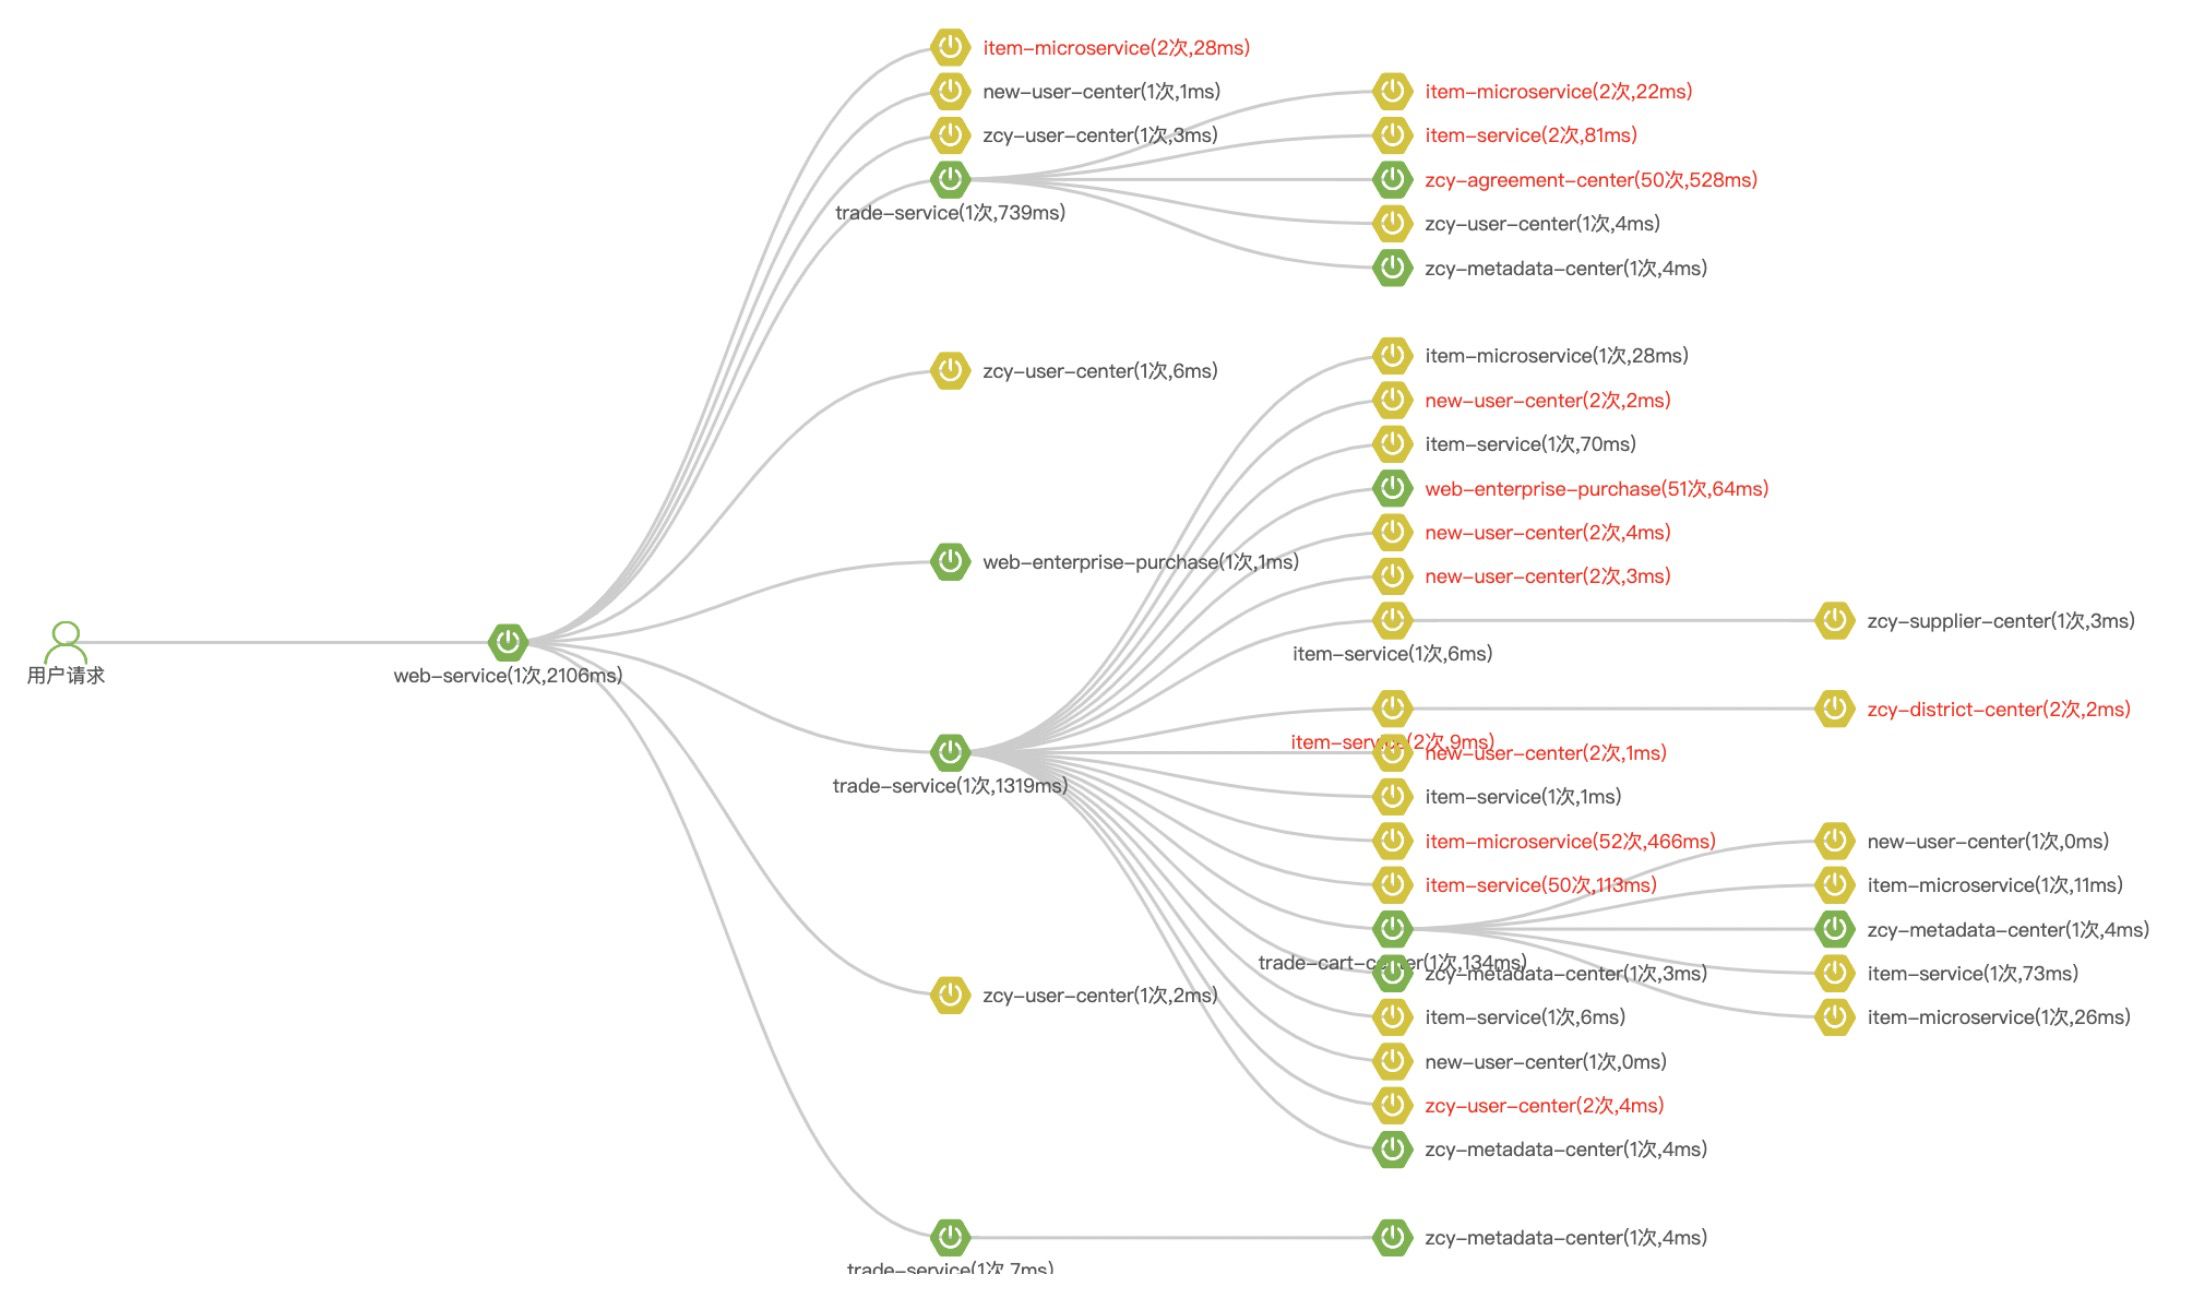 item-microservice(2次,28ms)
new-user-center(1次,1ms)
zcy-user-center(1次,3ms)
trade-service(1次,739ms)
item-microservice(2次,22ms)
item-service(2次,81ms)
zcy-agreement-center(50次,528ms)
zcy-user-center(1次,4ms)
zcy-metadata-center(1次,4ms)
zcy-user-center(1次,6ms)
web-enterprise-purchase(1次,1ms)
用户请求
web-service(1次,2106ms)
trade-service(1次,1319ms)
item-microservice(1次,28ms)
new-user-center(2次,2ms)
item-service(1次,70ms)
web-enterprise-purchase(51次,64ms)
new-user-center(2次,4ms)
new-user-center(2次,3ms)
item-service(1次,6ms)
zcy-supplier-center(1次,3ms)
item-service(2次,9ms)
zcy-district-center(2次,2ms)
new-user-center(2次,1ms)
item-service(1次,1ms)
item-microservice(52次,466ms)
item-service(50次,113ms)
trade-cart-center(1次,134ms)
new-user-center(1次,0ms)
item-microservice(1次,11ms)
zcy-metadata-center(1次,4ms)
item-service(1次,73ms)
item-microservice(1次,26ms)
zcy-metadata-center(1次,3ms)
item-service(1次,6ms)
new-user-center(1次,0ms)
zcy-user-center(2次,4ms)
zcy-metadata-center(1次,4ms)
zcy-user-center(1次,2ms)
trade-service(1次,7ms)
zcy-metadata-center(1次,4ms)